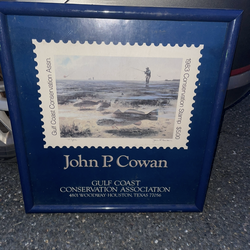 Gulf Coast Conservation Assn
1983 Conservation Stamp $5.00
John P. Cowan
GULF COAST
CONSERVATION ASSOCIATION
4801 WOODWAY HOUSTON, TEXAS 77056